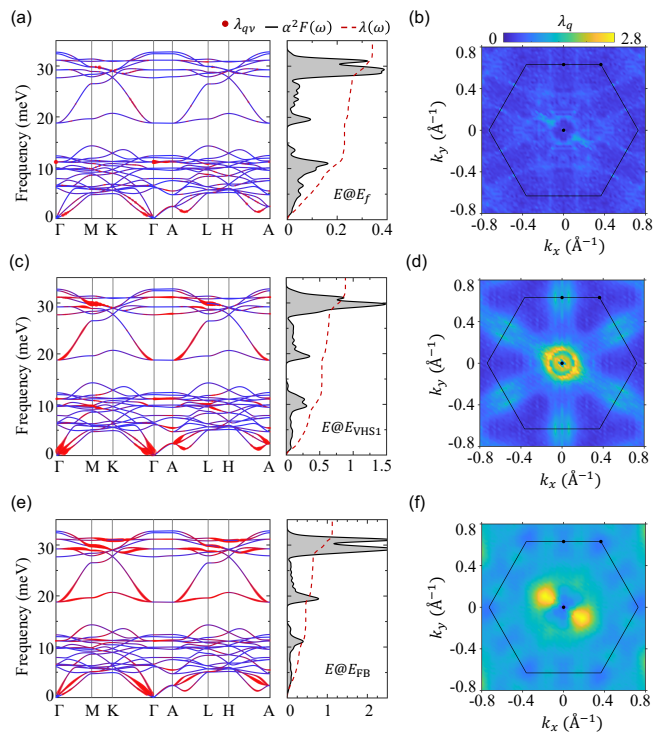 (a)
λqν α²F(ω) λ(ω)
Frequency (meV)
30
20
10
0
Γ M K Γ A L H A
E@Ef
0 0.2 0.4
(b)
λq
0 2.8
ky (Å⁻¹)
0.8
0.4
0
-0.4
-0.8
-0.8 -0.4 0 0.4 0.8
kx (Å⁻¹)
(c)
Frequency (meV)
30
20
10
0
Γ M K Γ A L H A
E@EVHS1
0 0.5 1 1.5
(d)
ky (Å⁻¹)
0.8
0.4
0
-0.4
-0.8
-0.8 -0.4 0 0.4 0.8
kx (Å⁻¹)
(e)
Frequency (meV)
30
20
10
0
Γ M K Γ A L H A
E@EFB
0 1 2
(f)
ky (Å⁻¹)
0.8
0.4
0
-0.4
-0.8
-0.8 -0.4 0 0.4 0.8
kx (Å⁻¹)